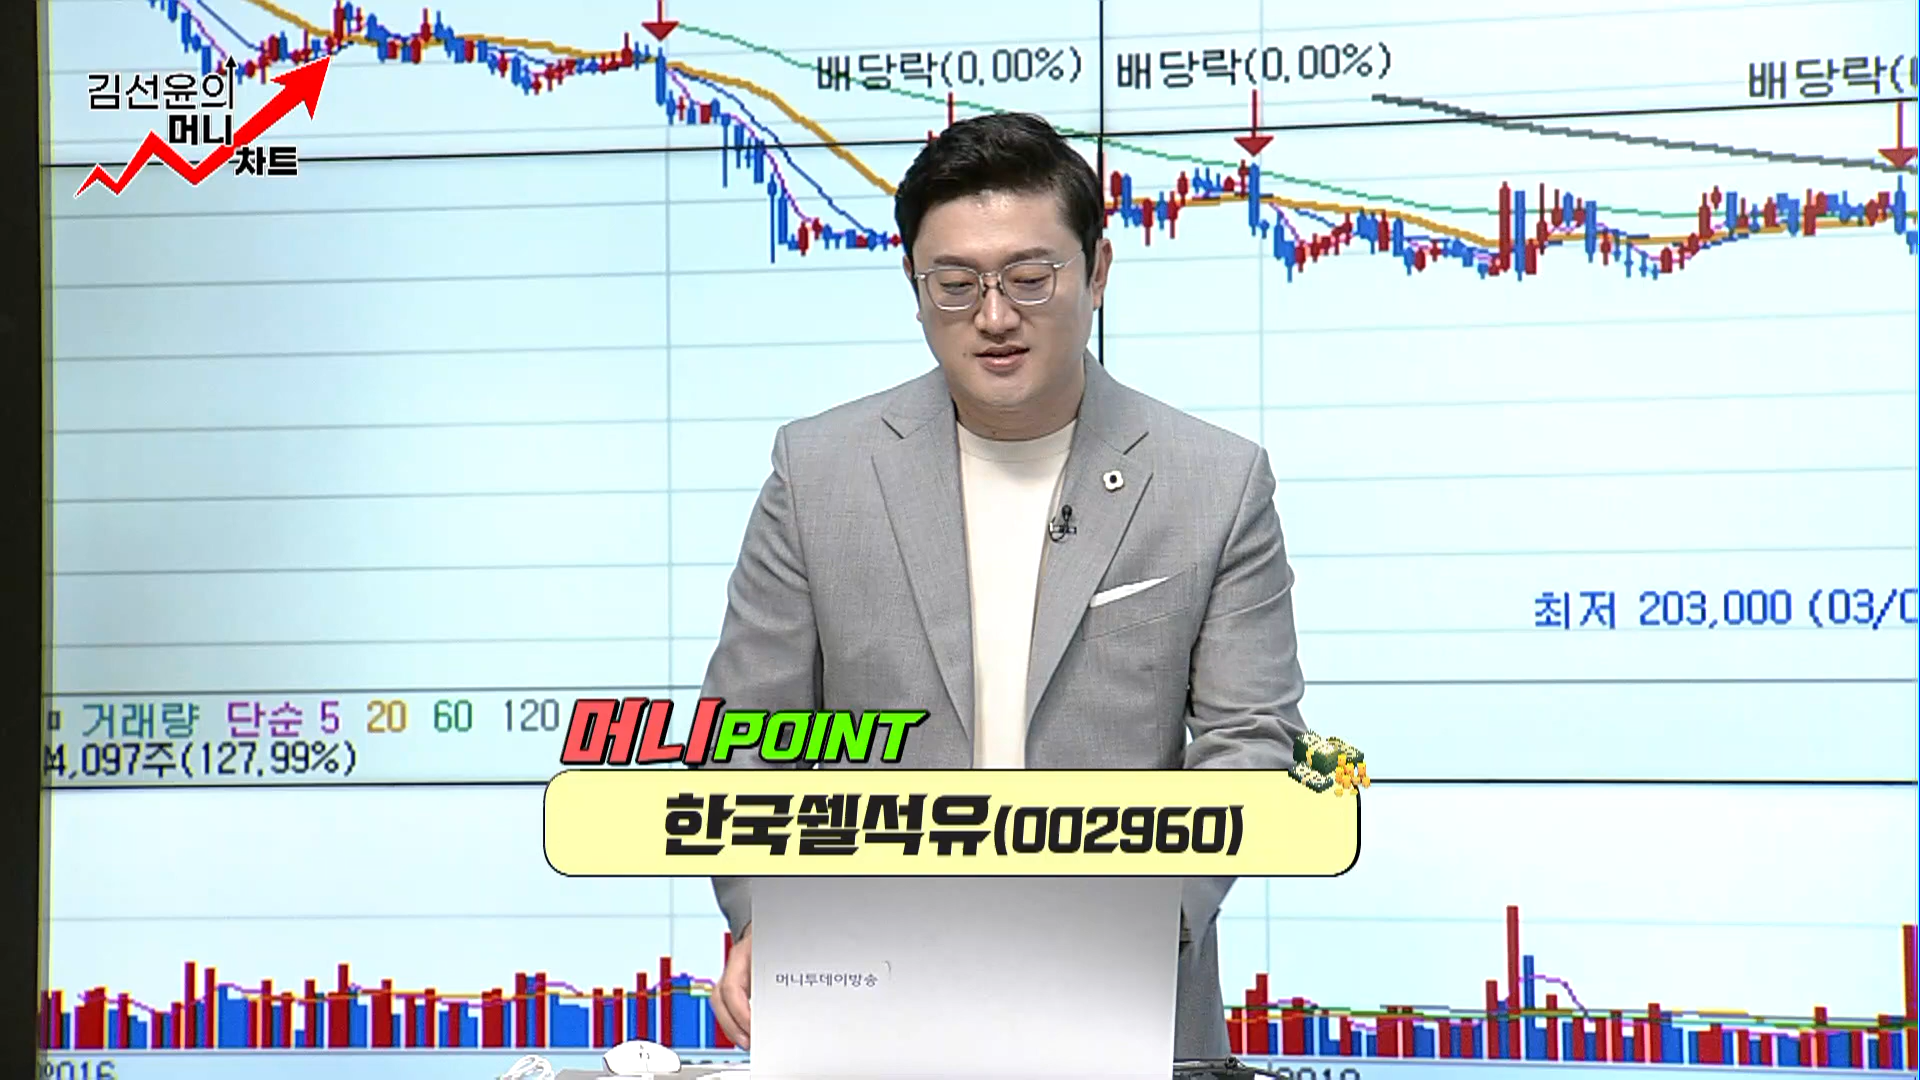 김선윤의
머니
차트
배당락(0.00%)
배당락(0.00%)
배당락(
최저 203,000 (03/0
거래량 단순 5 20 60 120
4,097주(127.99%)
머니POINT
한국쉘석유(002960)
머니투데이방송
2016